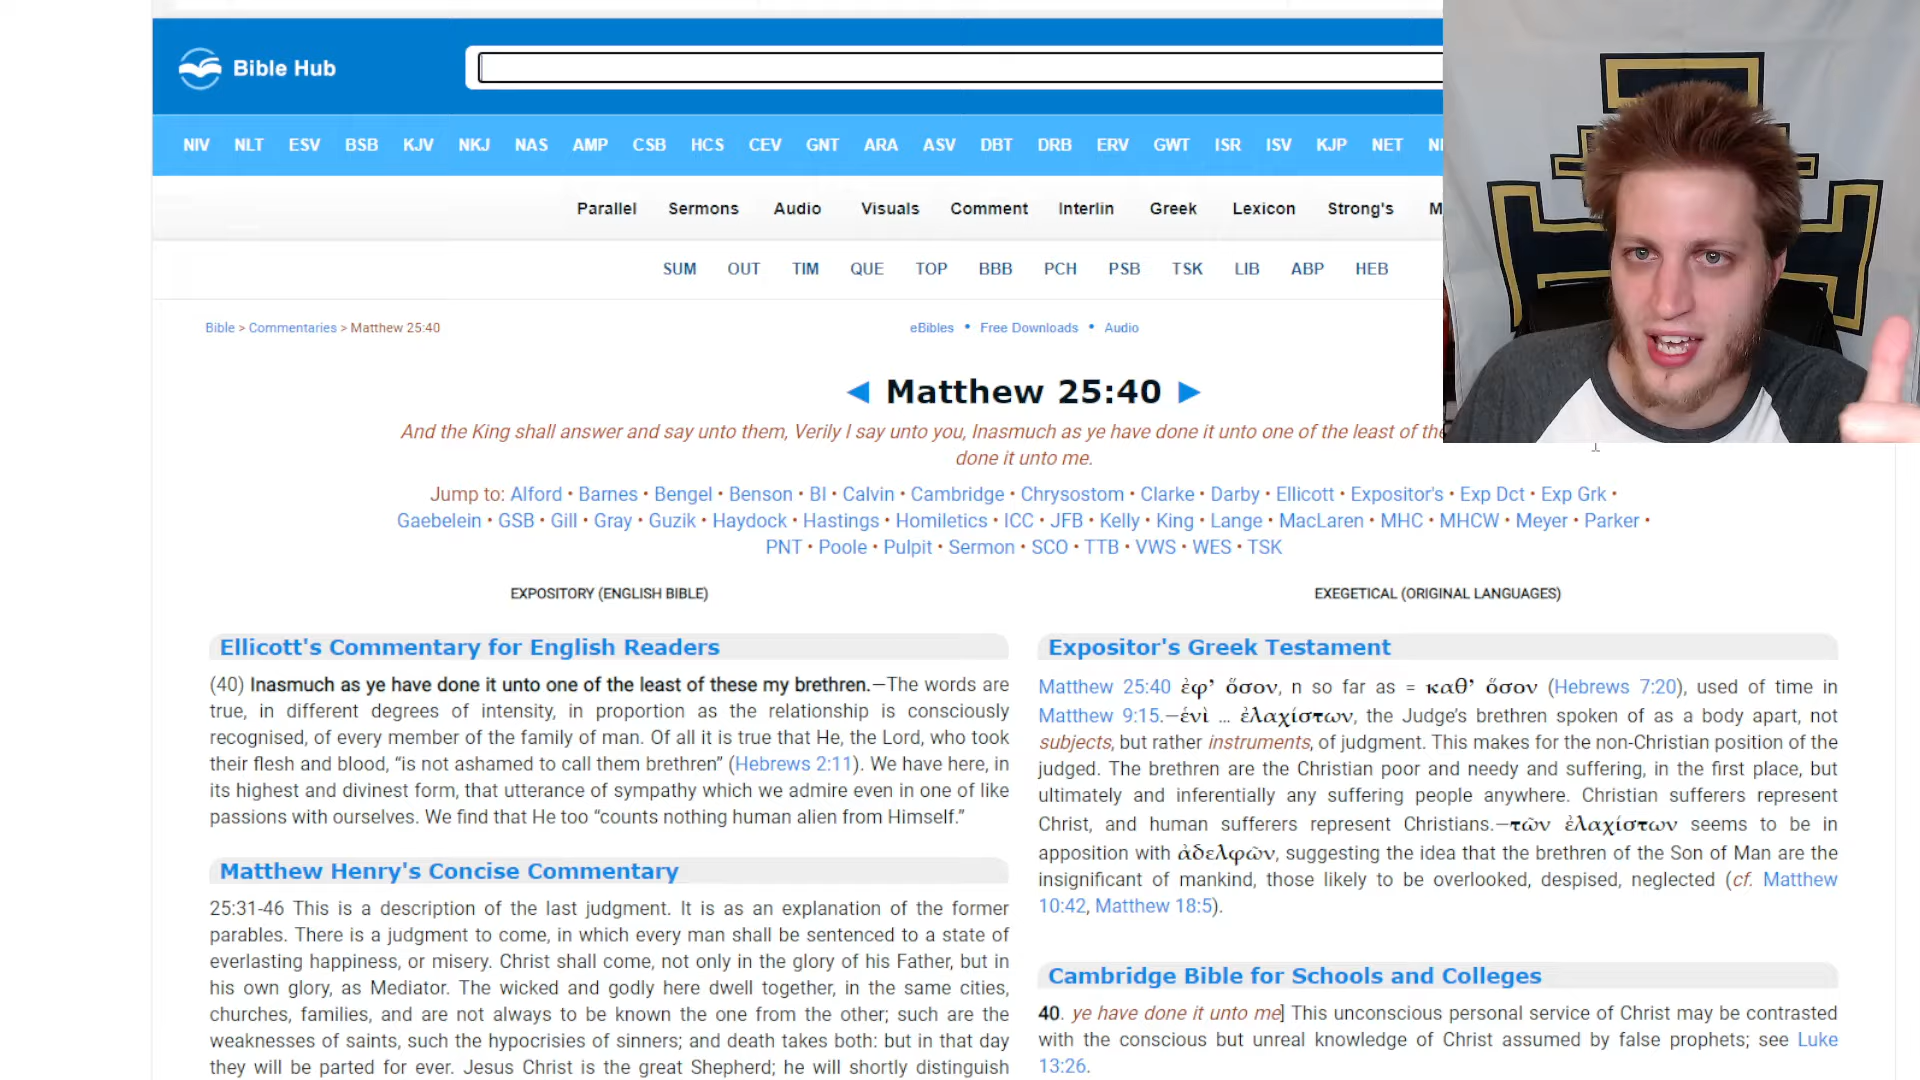 Bible Hub
NIV NLT ESV BSB KJV NKJ NAS AMP CSB HCS CEV GNT ARA ASV DBT DRB ERV GWT ISR ISV KJP NET
Parallel Sermons Audio Visuals Comment Interlin Greek Lexicon Strong's
SUM OUT TIM QUE TOP BBB PCH PSB TSK LIB ABP HEB
Bible > Commentaries > Matthew 25:40
eBibles • Free Downloads • Audio
◄ Matthew 25:40 ►
And the King shall answer and say unto them, Verily I say unto you, Inasmuch as ye have done it unto one of the least of
done it unto me.
Jump to: Alford • Barnes • Bengel • Benson • BI • Calvin • Cambridge • Chrysostom • Clarke • Darby • Ellicott • Expositor's • Exp Dct • Exp Grk •
Gaebelein • GSB • Gill • Gray • Guzik • Haydock • Hastings • Homiletics • ICC • JFB • Kelly • King • Lange • MacLaren • MHC • MHCW • Meyer • Parker •
PNT • Poole • Pulpit • Sermon • SCO • TTB • VWS • WES • TSK
EXPOSITORY (ENGLISH BIBLE)
Ellicott's Commentary for English Readers
(40) Inasmuch as ye have done it unto one of the least of these my brethren.—The words are
true, in different degrees of intensity, in proportion as the relationship is consciously
recognised, of every member of the family of man. Of all it is true that He, the Lord, who took
their flesh and blood, “is not ashamed to call them brethren” (Hebrews 2:11). We have here, in
its highest and divinest form, that utterance of sympathy which we admire even in one of like
passions with ourselves. We find that He too “counts nothing human alien from Himself.”
Matthew Henry's Concise Commentary
25:31-46 This is a description of the last judgment. It is as an explanation of the former
parables. There is a judgment to come, in which every man shall be sentenced to a state of
everlasting happiness, or misery. Christ shall come, not only in the glory of his Father, but in
his own glory, as Mediator. The wicked and godly here dwell together, in the same cities,
churches, families, and are not always to be known the one from the other; such are the
weaknesses of saints, such the hypocrisies of sinners; and death takes both: but in that day
they will be parted for ever. Jesus Christ is the great Shepherd; he will shortly distinguish
EXEGETICAL (ORIGINAL LANGUAGES)
Expositor's Greek Testament
Matthew 25:40 ἐφ’ ὅσον, n so far as = καθ’ ὅσον (Hebrews 7:20), used of time in
Matthew 9:15.—ἑνὶ … ἐλαχίστων, the Judge’s brethren spoken of as a body apart, not
subjects, but rather instruments, of judgment. This makes for the non-Christian position of the
judged. The brethren are the Christian poor and needy and suffering, in the first place, but
ultimately and inferentially any suffering people anywhere. Christian sufferers represent
Christ, and human sufferers represent Christians.—τῶν ἐλαχίστων seems to be in
apposition with ἀδελφῶν, suggesting the idea that the brethren of the Son of Man are the
insignificant of mankind, those likely to be overlooked, despised, neglected (cf. Matthew
10:42, Matthew 18:5).
Cambridge Bible for Schools and Colleges
40. ye have done it unto me] This unconscious personal service of Christ may be contrasted
with the conscious but unreal knowledge of Christ assumed by false prophets; see Luke
13:26.